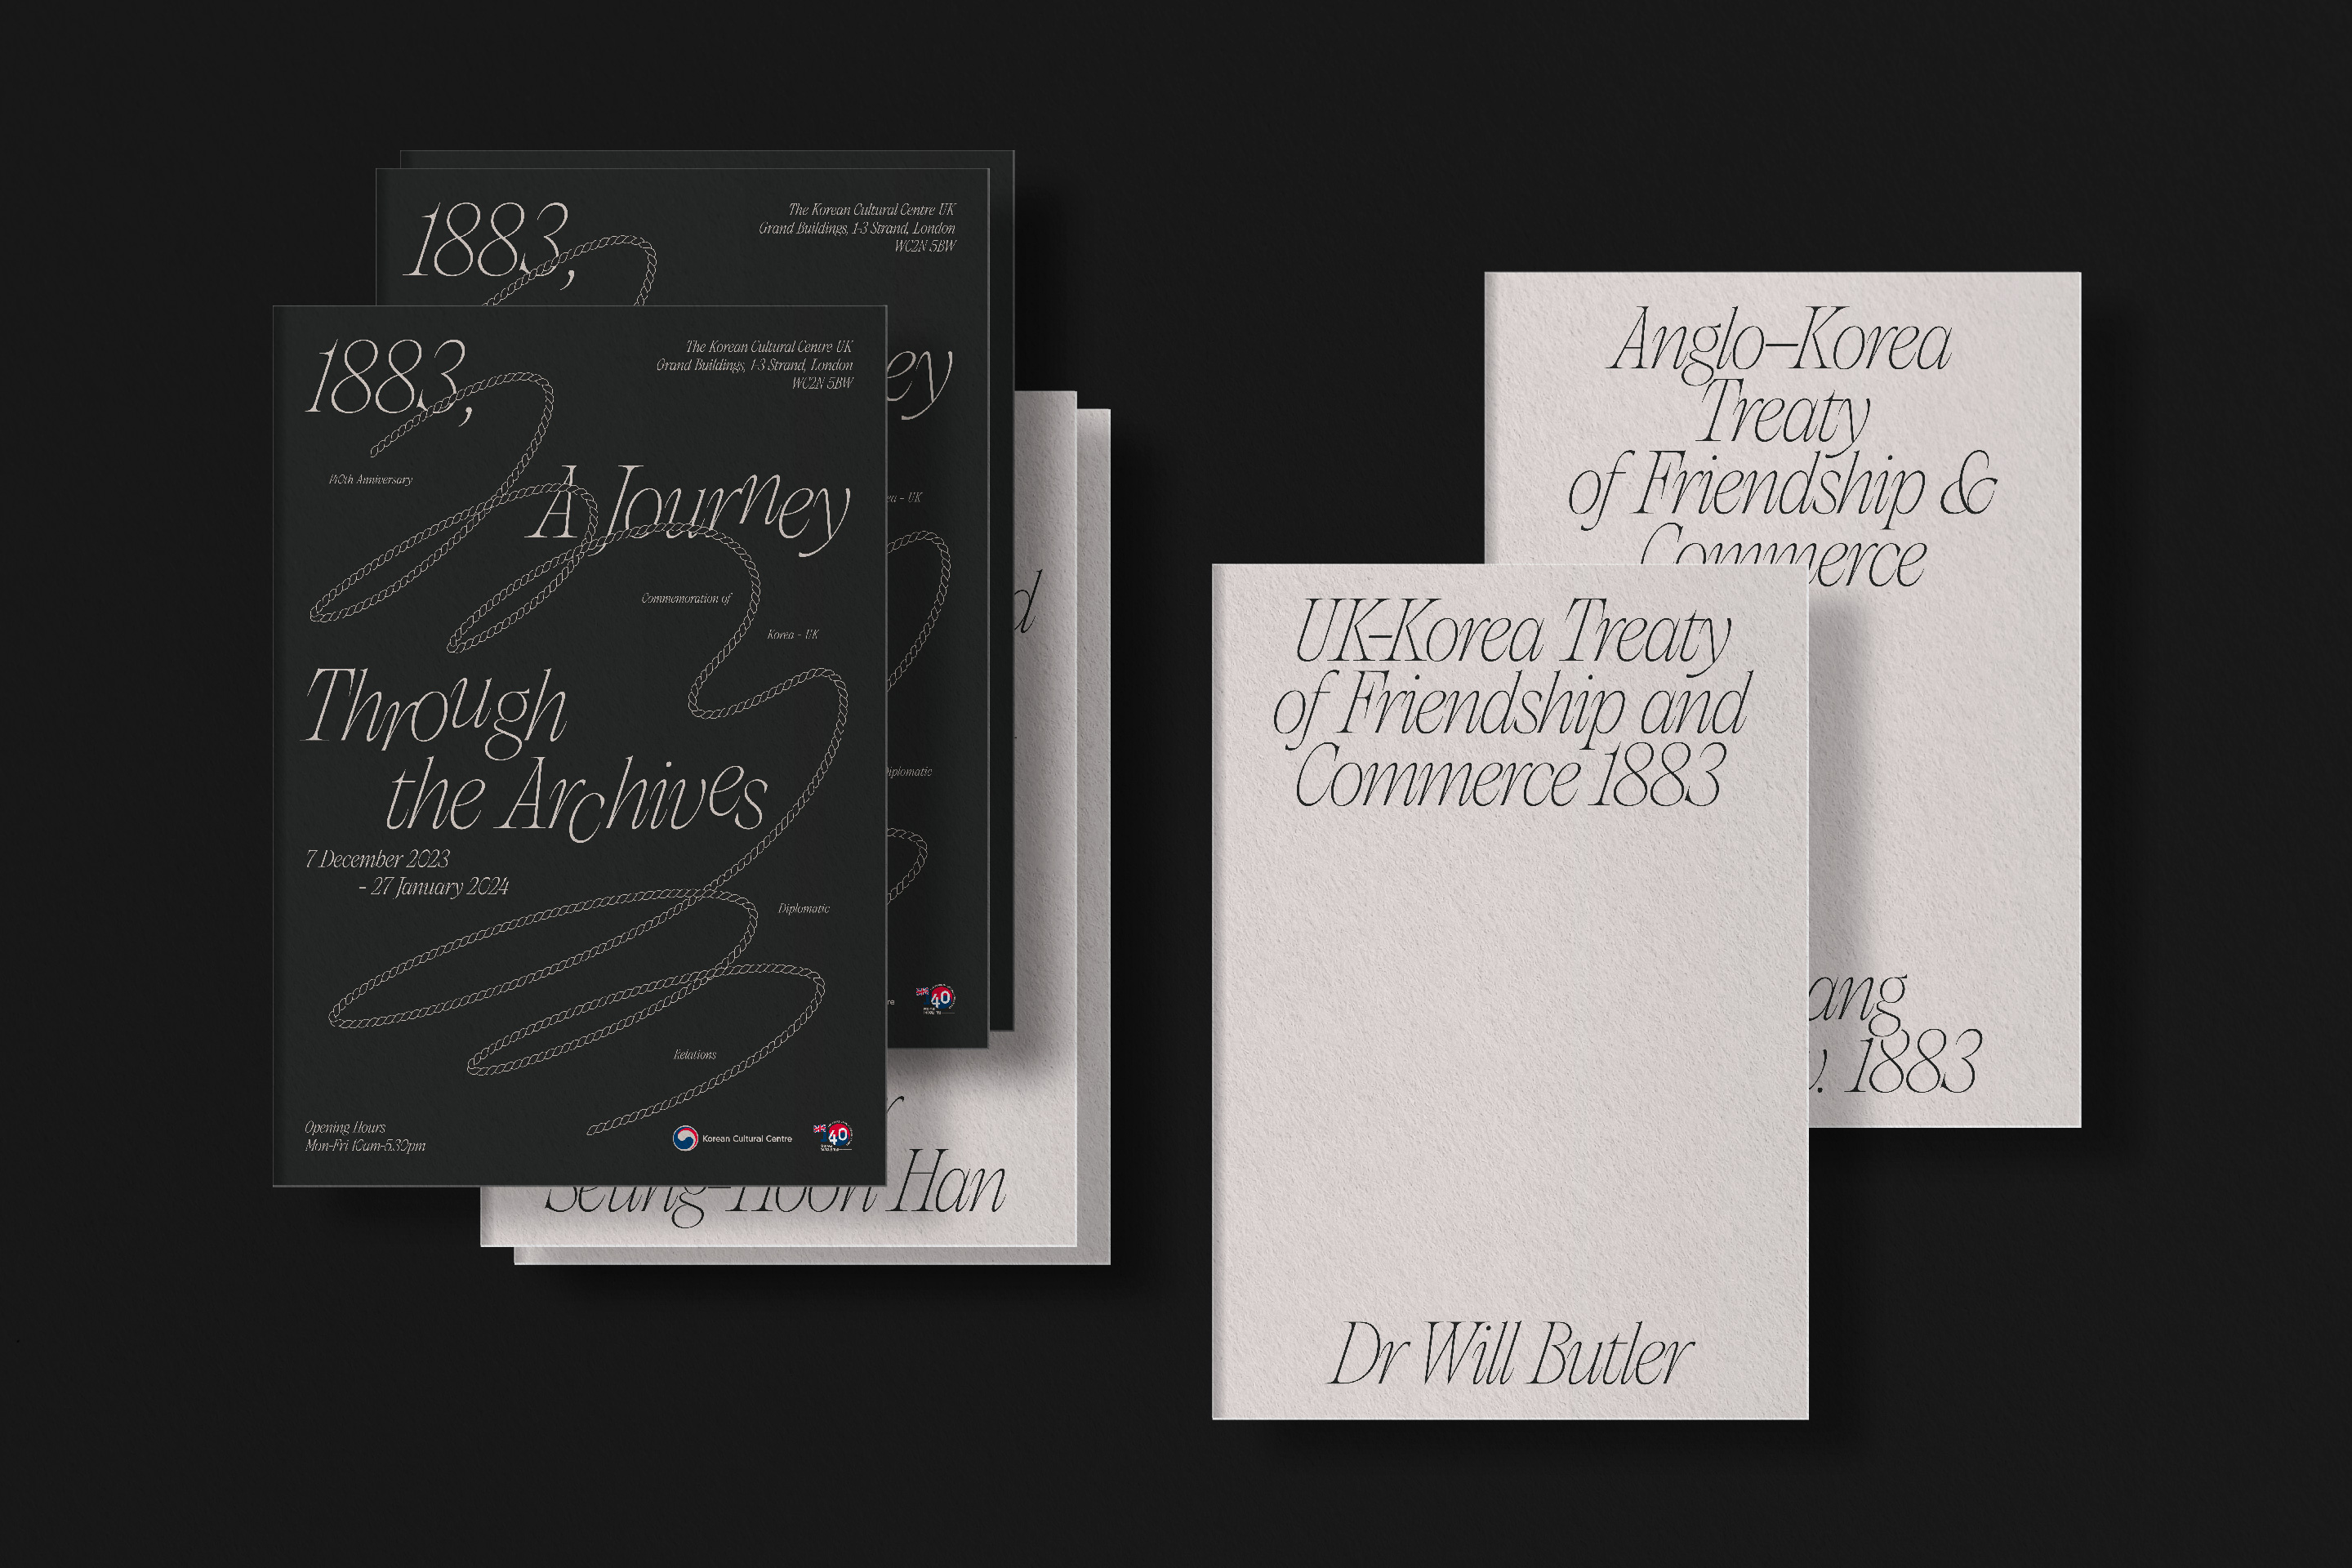 1883,
The Korean Cultural Centre UK
Grand Buildings, 1-3 Strand, London
WC2N 5BW
ey
ea - UK
Diplomatic
40
1883,
The Korean Cultural Centre UK
Grand Buildings, 1-3 Strand, London
WC2N 5BW
140th Anniversary
A Journey
Commemoration of
Korea - UK
Through
the Archives
7 December 2023
- 27 January 2024
Diplomatic
Relations
Opening Hours
Mon-Fri 10am-5.30pm
Korean Cultural Centre
40
d
Seung-Hoon Han
Anglo–Korea
Treaty
of Friendship &
Commerce
ang
. 1883
UK-Korea Treaty
of Friendship and
Commerce 1883
Dr Will Butler